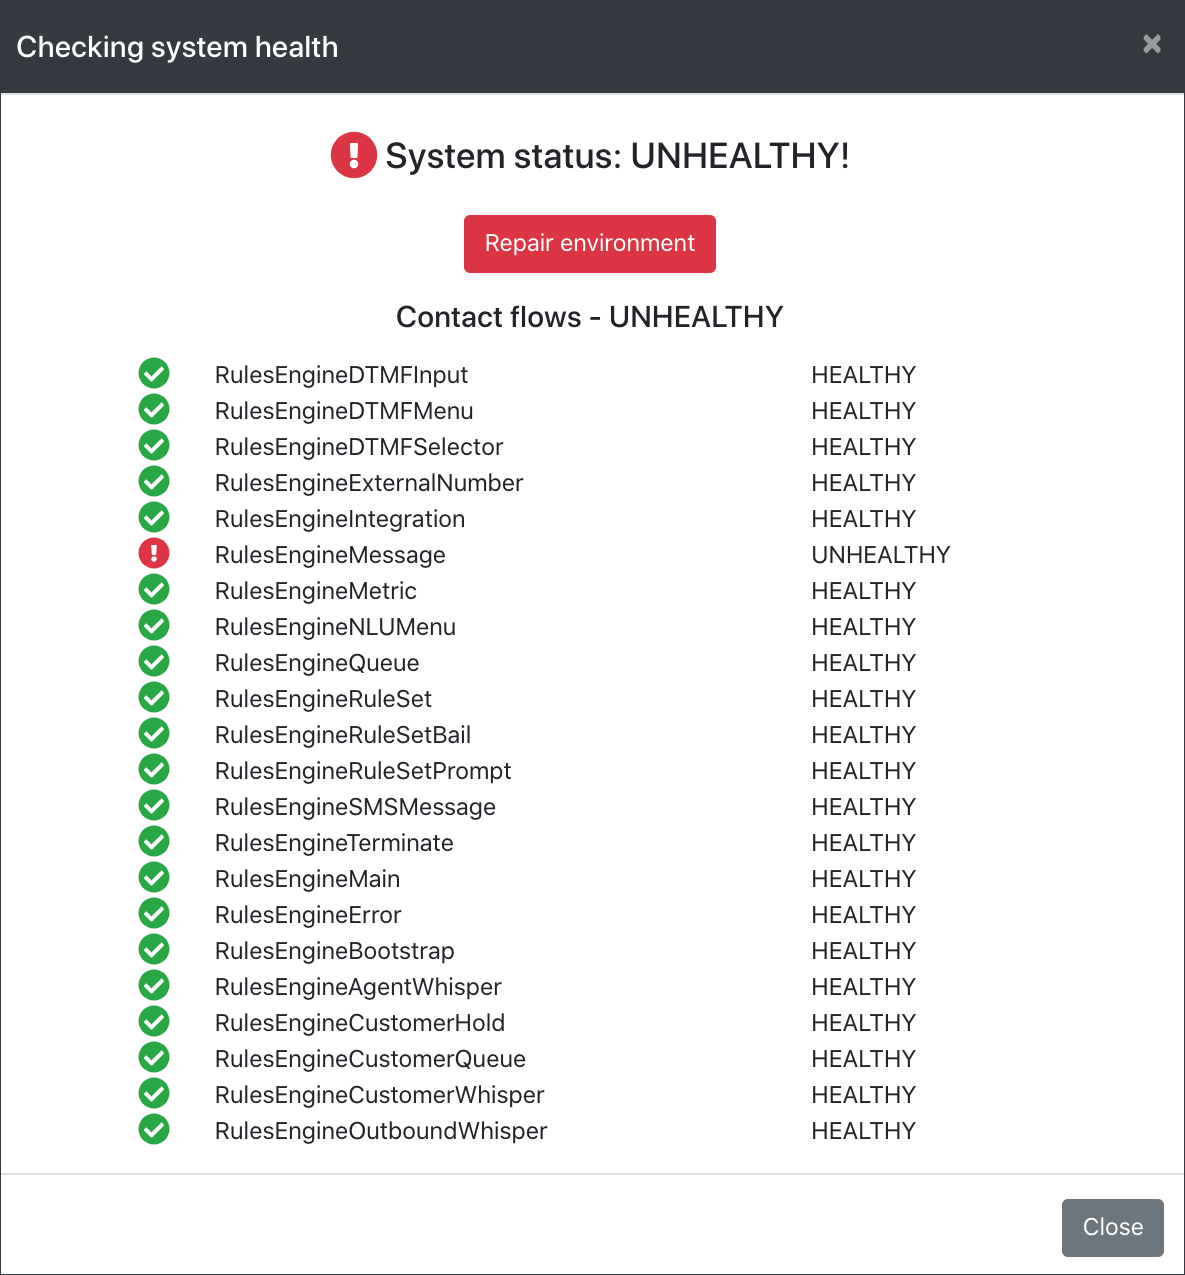 Checking system health ×
System status: UNHEALTHY!
Repair environment
Contact flows - UNHEALTHY
RulesEngineDTMFInput HEALTHY
RulesEngineDTMFMenu HEALTHY
RulesEngineDTMFSelector HEALTHY
RulesEngineExternalNumber HEALTHY
RulesEngineIntegration HEALTHY
RulesEngineMessage UNHEALTHY
RulesEngineMetric HEALTHY
RulesEngineNLUMenu HEALTHY
RulesEngineQueue HEALTHY
RulesEngineRuleSet HEALTHY
RulesEngineRuleSetBail HEALTHY
RulesEngineRuleSetPrompt HEALTHY
RulesEngineSMSMessage HEALTHY
RulesEngineTerminate HEALTHY
RulesEngineMain HEALTHY
RulesEngineError HEALTHY
RulesEngineBootstrap HEALTHY
RulesEngineAgentWhisper HEALTHY
RulesEngineCustomerHold HEALTHY
RulesEngineCustomerQueue HEALTHY
RulesEngineCustomerWhisper HEALTHY
RulesEngineOutboundWhisper HEALTHY
Close